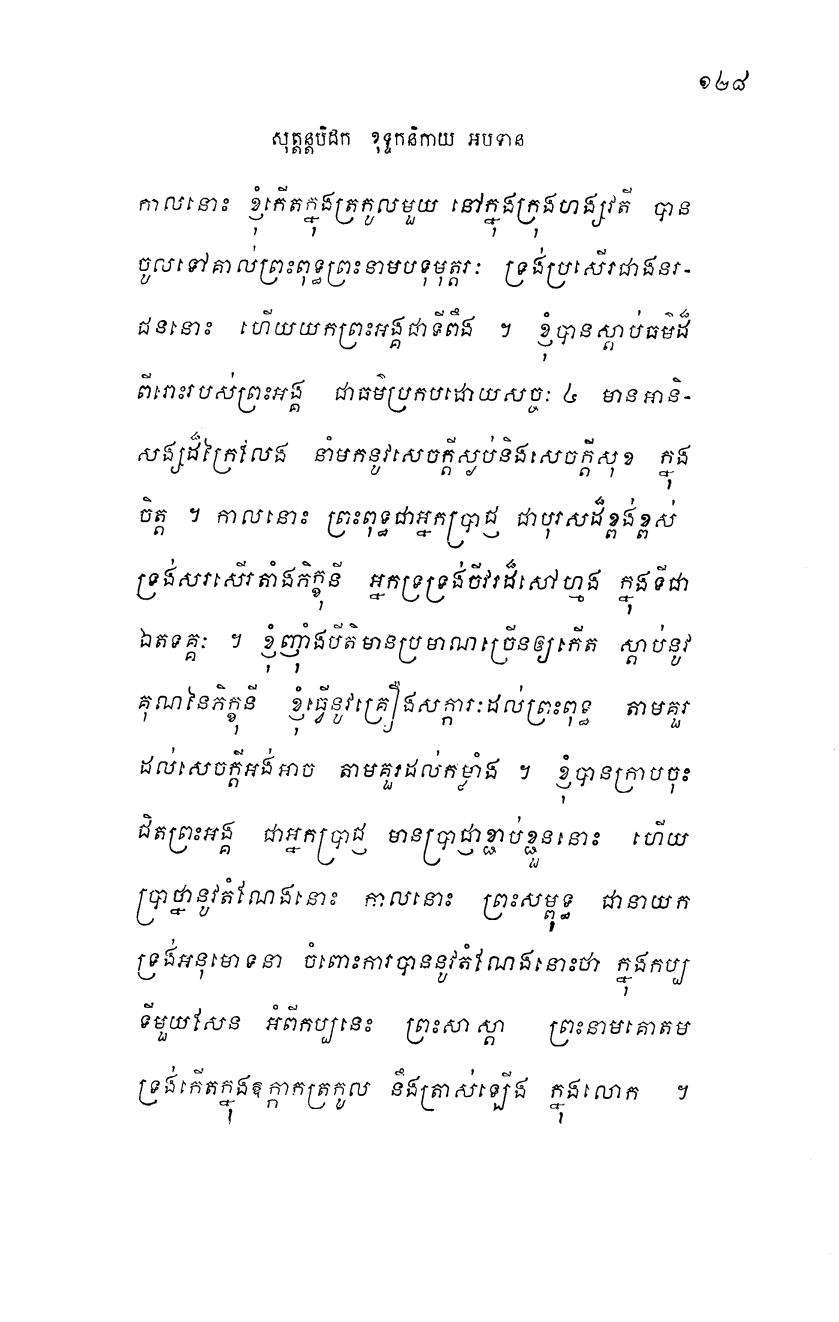 ១២៨
សុត្តន្តបិដក ខុទ្ទកនិកាយ អបទាន
កាលនោះ ខ្ញុំកើតក្នុងត្រកូលមួយ នៅក្នុងក្រុងហង្សវតី បាន
ចូលទៅគាល់ព្រះពុទ្ធព្រះនាមបទុមុត្តរៈ ទ្រង់ប្រសើរជាងនរ-
ជននោះ ហើយយកព្រះអង្គជាទីពឹង ។ ខ្ញុំបានស្តាប់ធម៌ដ៏
ពីរោះរបស់ព្រះអង្គ ជាធម៌ប្រកបដោយសច្ចៈ ៤ មានអានិ-
សង្សដ៏ក្រៃលែង នាំមកនូវសេចក្តីស្ងប់និងសេចក្តីសុខ ក្នុង
ចិត្ត ។ កាលនោះ ព្រះពុទ្ធជាអ្នកប្រាជ្ញ ជាបុរសដ៏ខ្ពង់ខ្ពស់
ទ្រង់សរសើរតាំងភិក្ខុនី អ្នកទ្រទ្រង់ចីវរដ៏សៅហ្មង ក្នុងទីជា
ឯតទគ្គៈ ។ ខ្ញុំញ៉ាំងបីតិមានប្រមាណច្រើនឲ្យកើត ស្តាប់នូវ
គុណនៃភិក្ខុនី ខ្ញុំធ្វើនូវគ្រឿងសក្ការៈដល់ព្រះពុទ្ធ តាមគួរ
ដល់សេចក្តីអង់អាច តាមគួរដល់កម្លាំង ។ ខ្ញុំបានក្រាបចុះ
ជិតព្រះអង្គ ជាអ្នកប្រាជ្ញ មានប្រាជ្ញាខ្ជាប់ខ្ជួននោះ ហើយ
ប្រាថ្នានូវតំណែងនោះ កាលនោះ ព្រះសម្ពុទ្ធ ជានាយក
ទ្រង់អនុមោទនា ចំពោះការបាននូវតំណែងនោះថា ក្នុងកប្ប
ទីមួយសែន អំពីកប្បនេះ ព្រះសាស្តា ព្រះនាមគោតម
ទ្រង់កើតក្នុងឧក្កាកត្រកូល នឹងត្រាស់ឡើង ក្នុងលោក ។